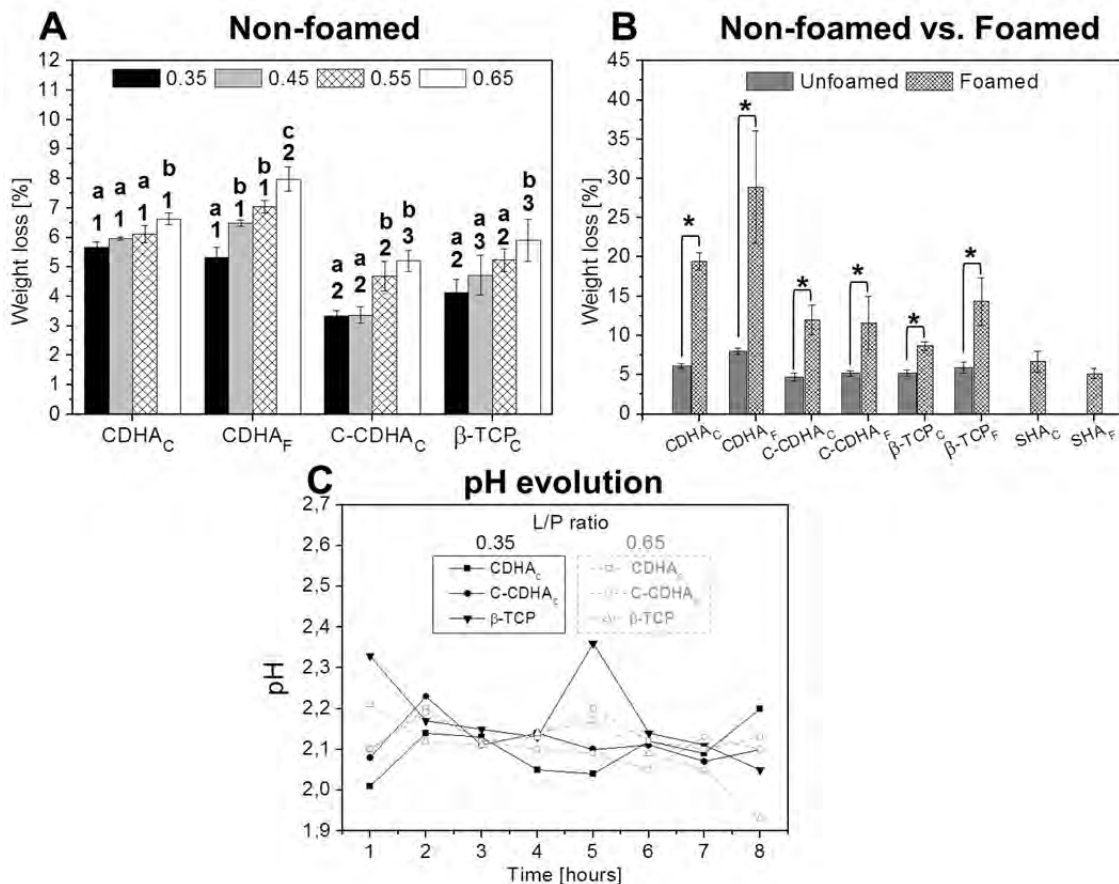 A Non-foamed
12
11
10
9
8
7
6
5
4
3
2
1
0
Weight loss [%]
0.35 0.45 0.55 0.65
a a a b
1 1 1 1
a b b c
1 1 1 2
a a b b
2 2 2 3
a a a b
2 3 2 3
CDHA_C CDHA_F C-CDHA_C β-TCP_C
B Non-foamed vs. Foamed
45
40
35
30
25
20
15
10
5
0
Weight loss [%]
Unfoamed Foamed
* * * * * *
CDHA_C CDHA_F C-CDHA_C C-CDHA_F β-TCP_C β-TCP_F SHA_C SHA_F
C pH evolution
2,7
2,6
2,5
2,4
2,3
2,2
2,1
2,0
1,9
pH
L/P ratio
0.35 0.65
CDHA_c CDHA
C-CDHA_c C-CDHA
β-TCP β-TCP
1 2 3 4 5 6 7 8
Time [hours]